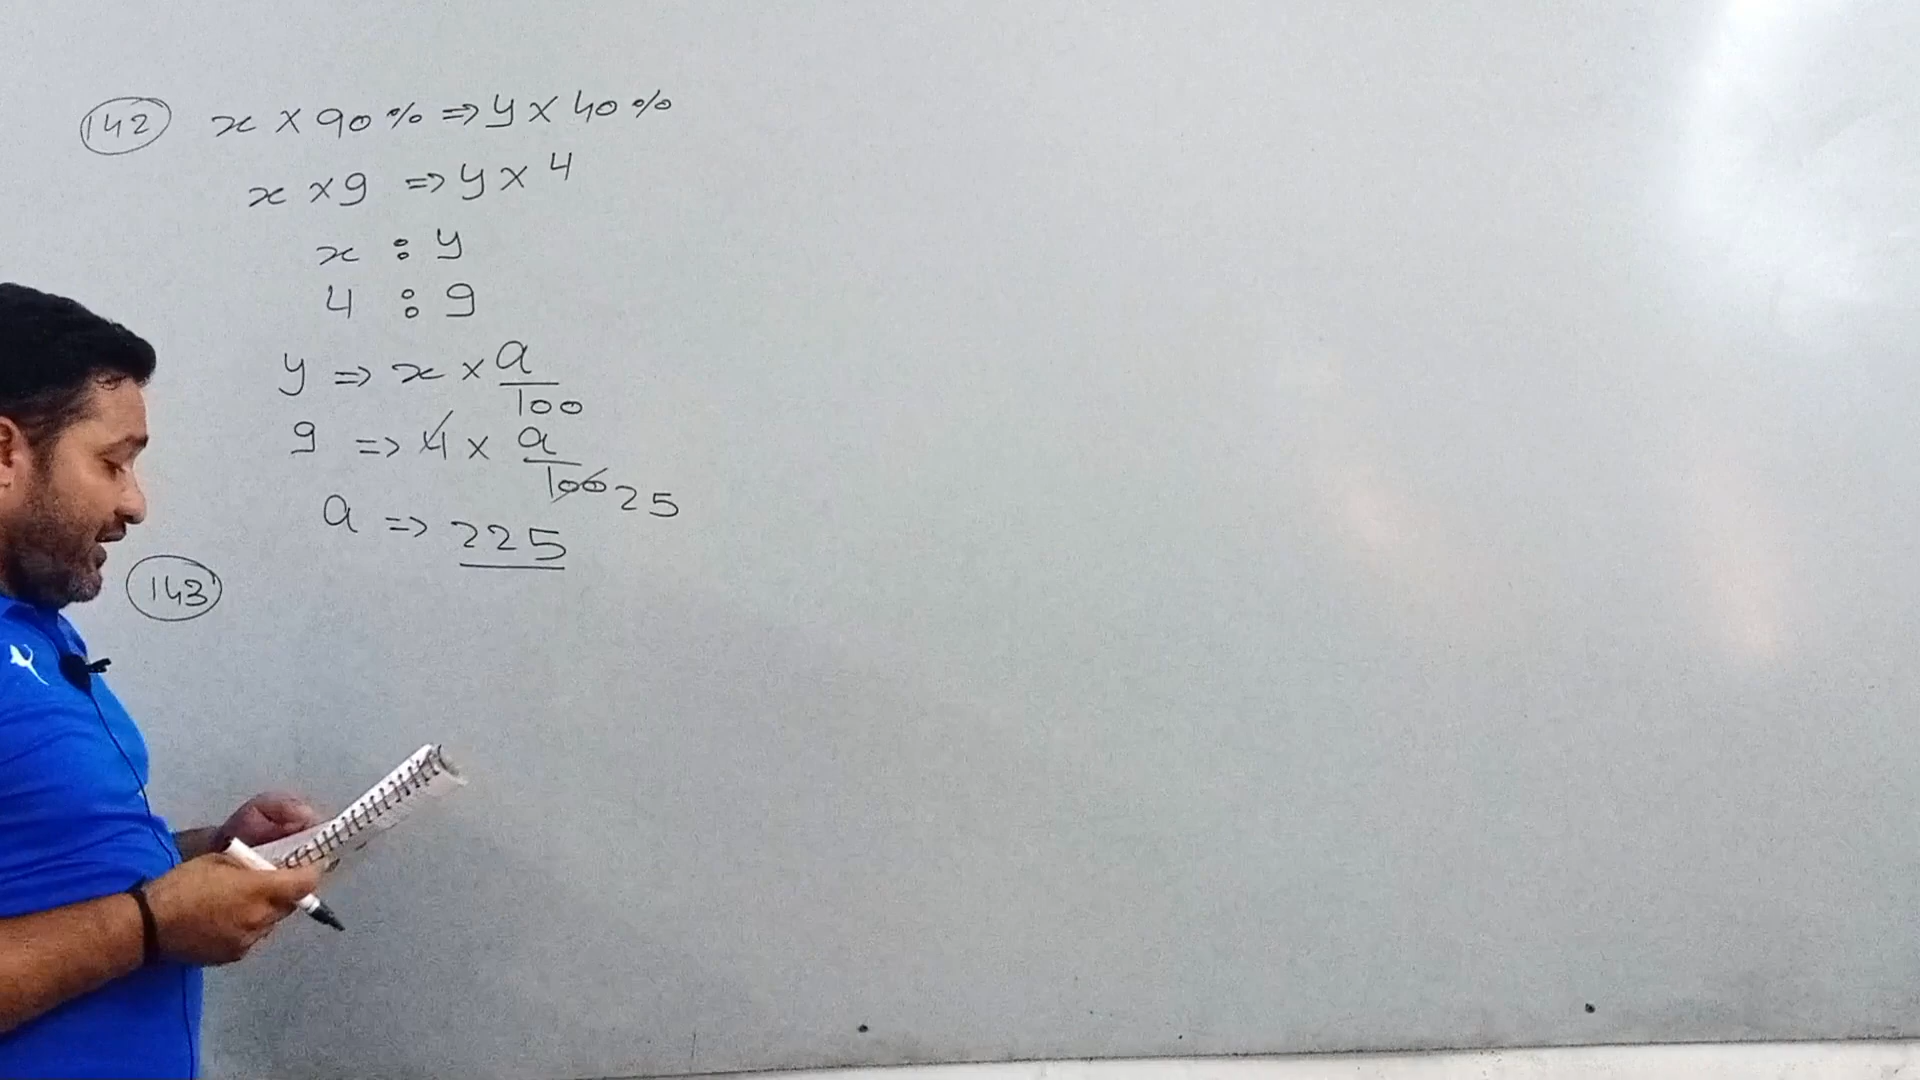 142 x × 90% => y × 40%
x × 9 => y × 4
x : y
4 : 9
y => x × a/100
9 => 4 × a/100 25
a => 225
143